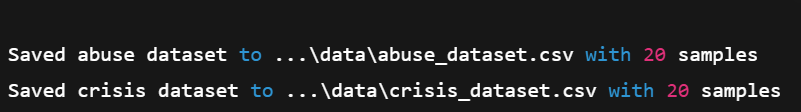 Saved abuse dataset to ...\data\abuse_dataset.csv with 20 samples
Saved crisis dataset to ...\data\crisis_dataset.csv with 20 samples